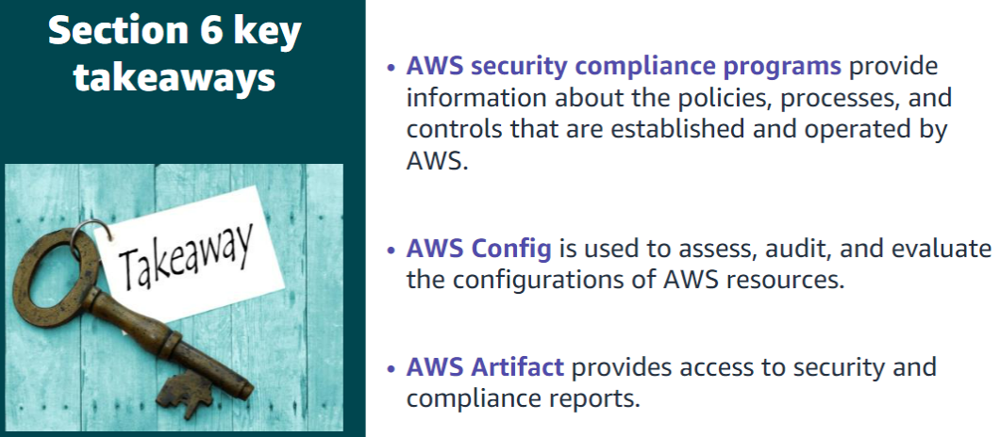 Section 6 key
takeaways
Takeaway
• AWS security compliance programs provide
information about the policies, processes, and
controls that are established and operated by
AWS.
• AWS Config is used to assess, audit, and evaluate
the configurations of AWS resources.
• AWS Artifact provides access to security and
compliance reports.